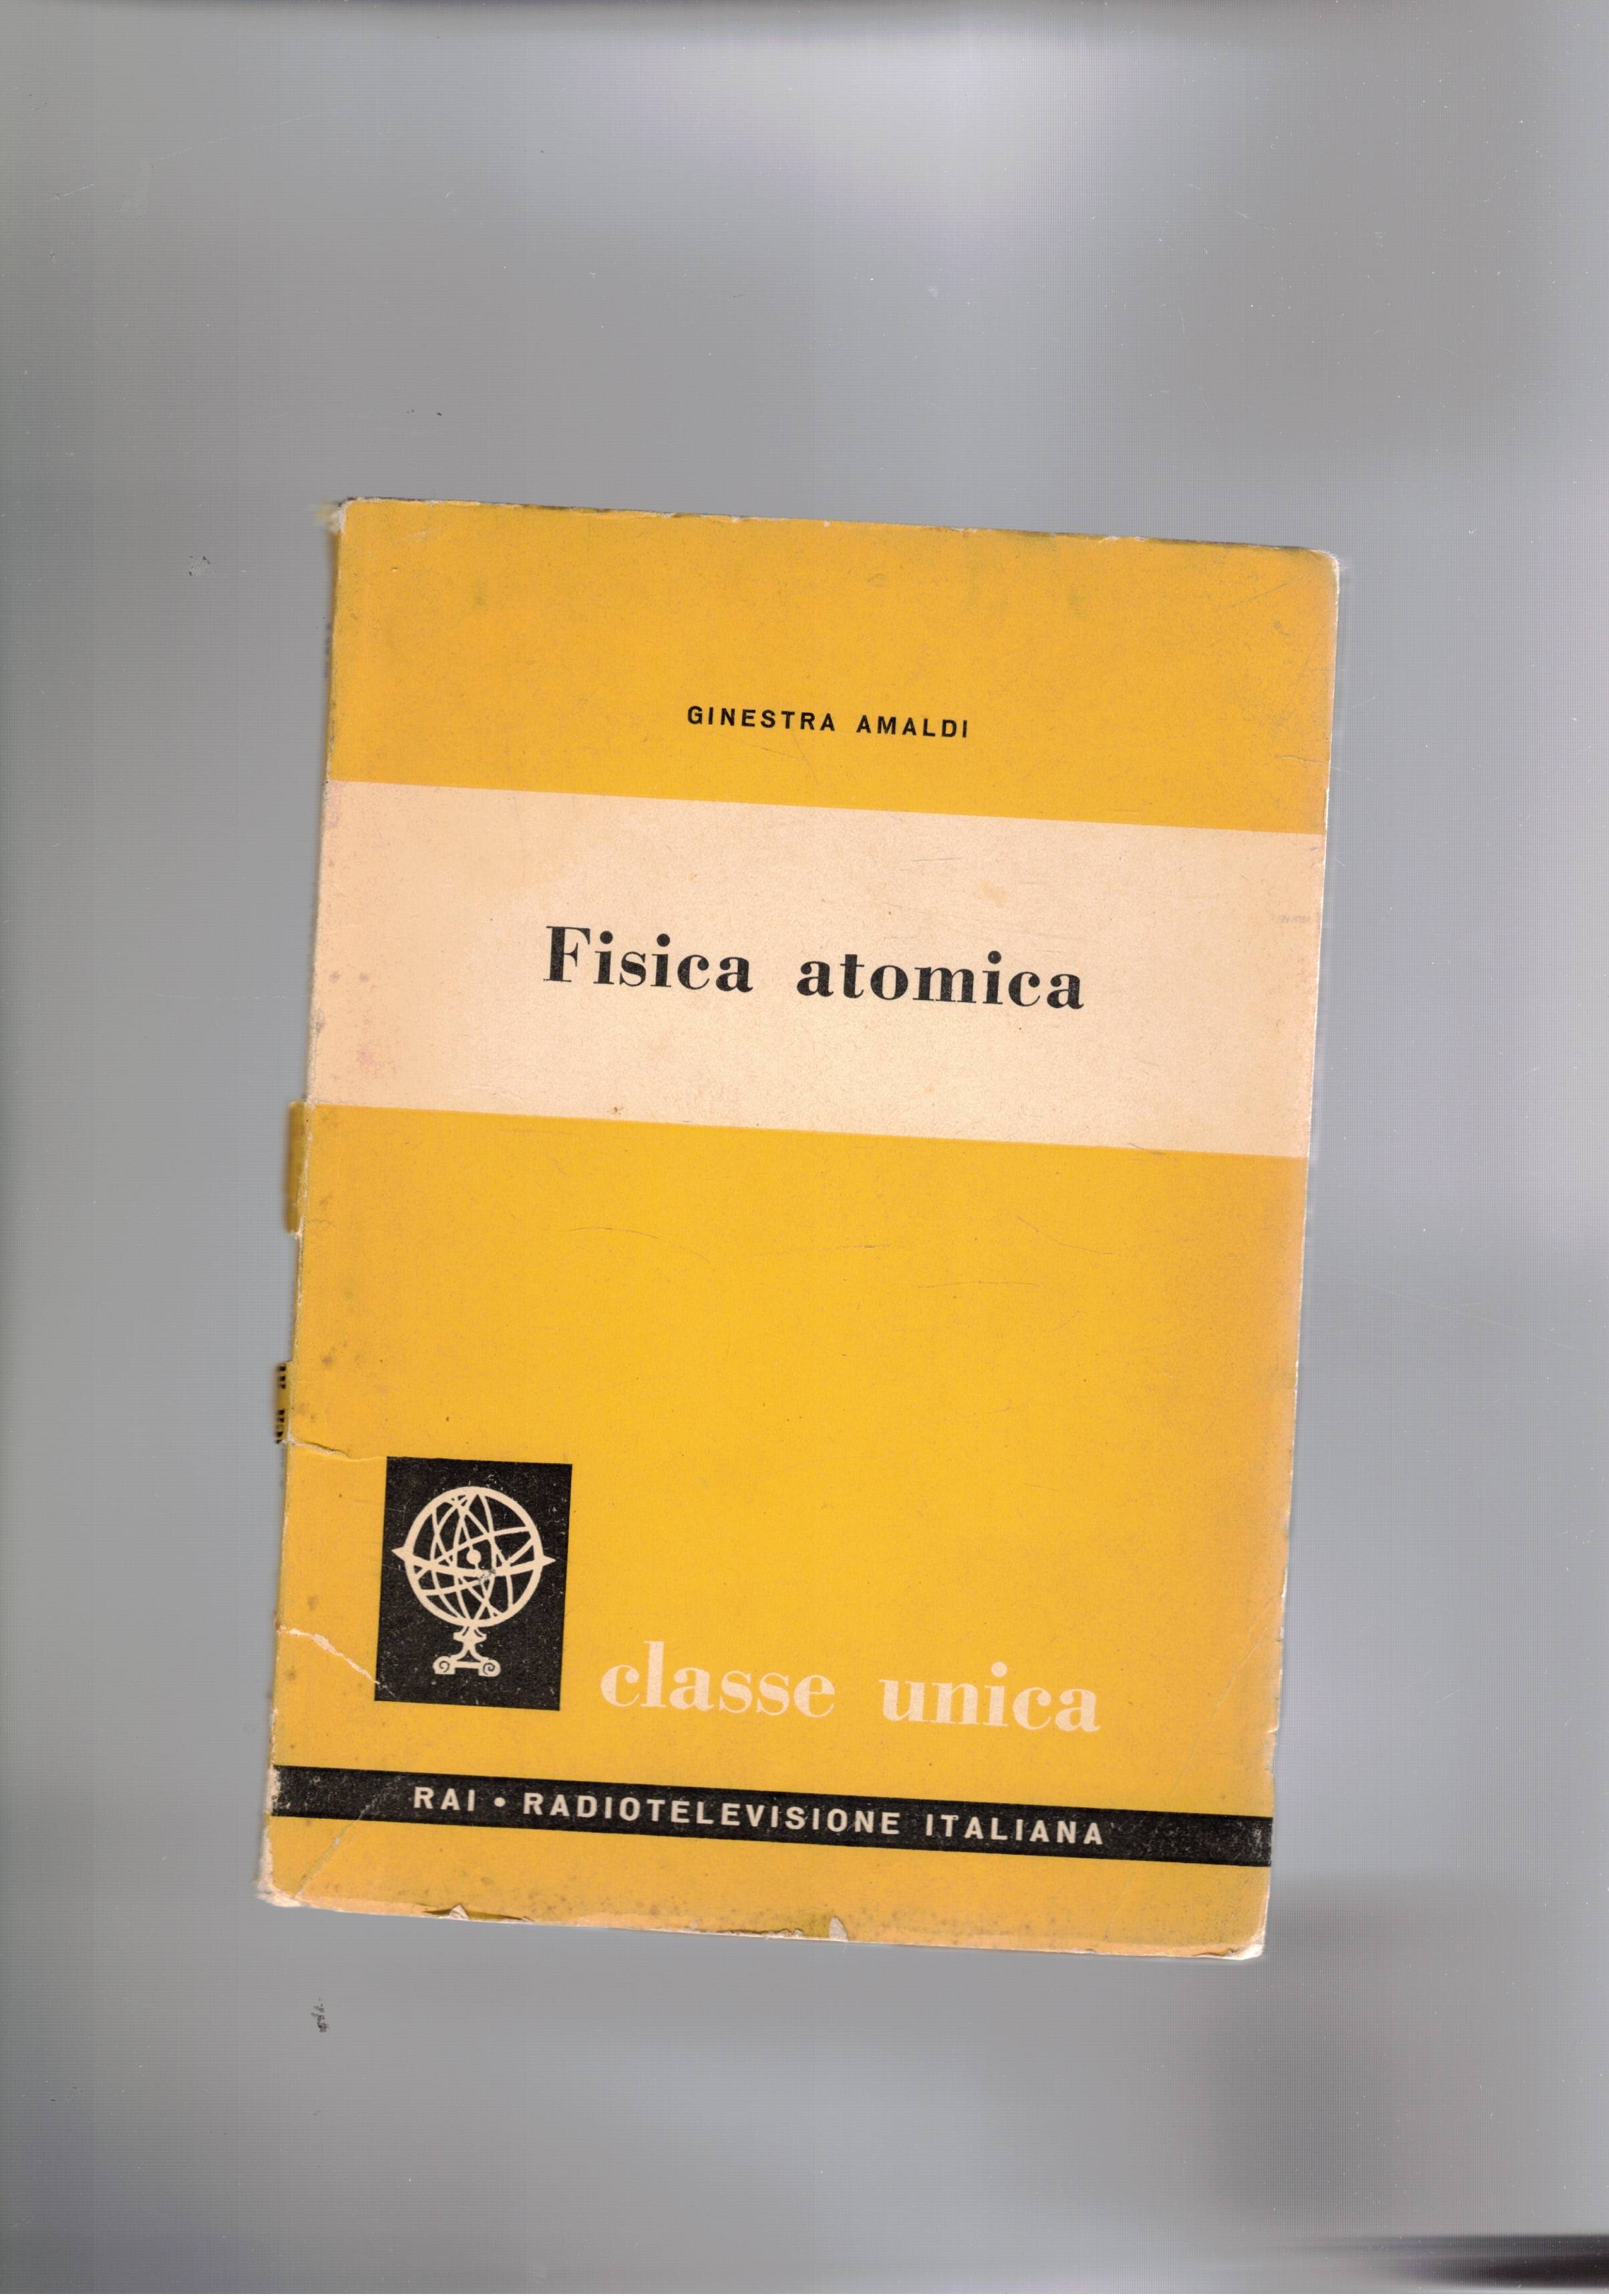 GINESTRA AMALDI
Fisica atomica
classe unica
RAI • RADIOTELEVISIONE ITALIANA